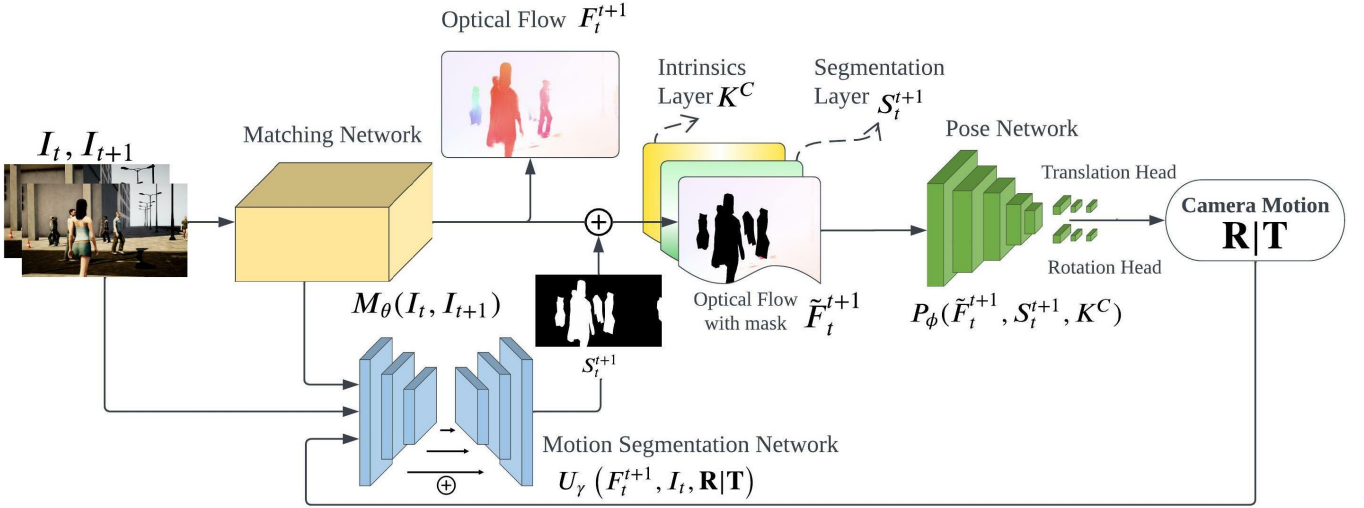 Optical Flow F_t^{t+1}
Intrinsics
Layer K^C
Segmentation
Layer S_t^{t+1}
I_t, I_{t+1}
Matching Network
Pose Network
Translation Head
Camera Motion
R|T
Rotation Head
M_θ(I_t, I_{t+1})
Optical Flow
with mask
F̃_t^{t+1}
P_ϕ(F̃_t^{t+1}, S_t^{t+1}, K^C)
S_t^{t+1}
Motion Segmentation Network
U_γ (F_t^{t+1}, I_t, R|T)